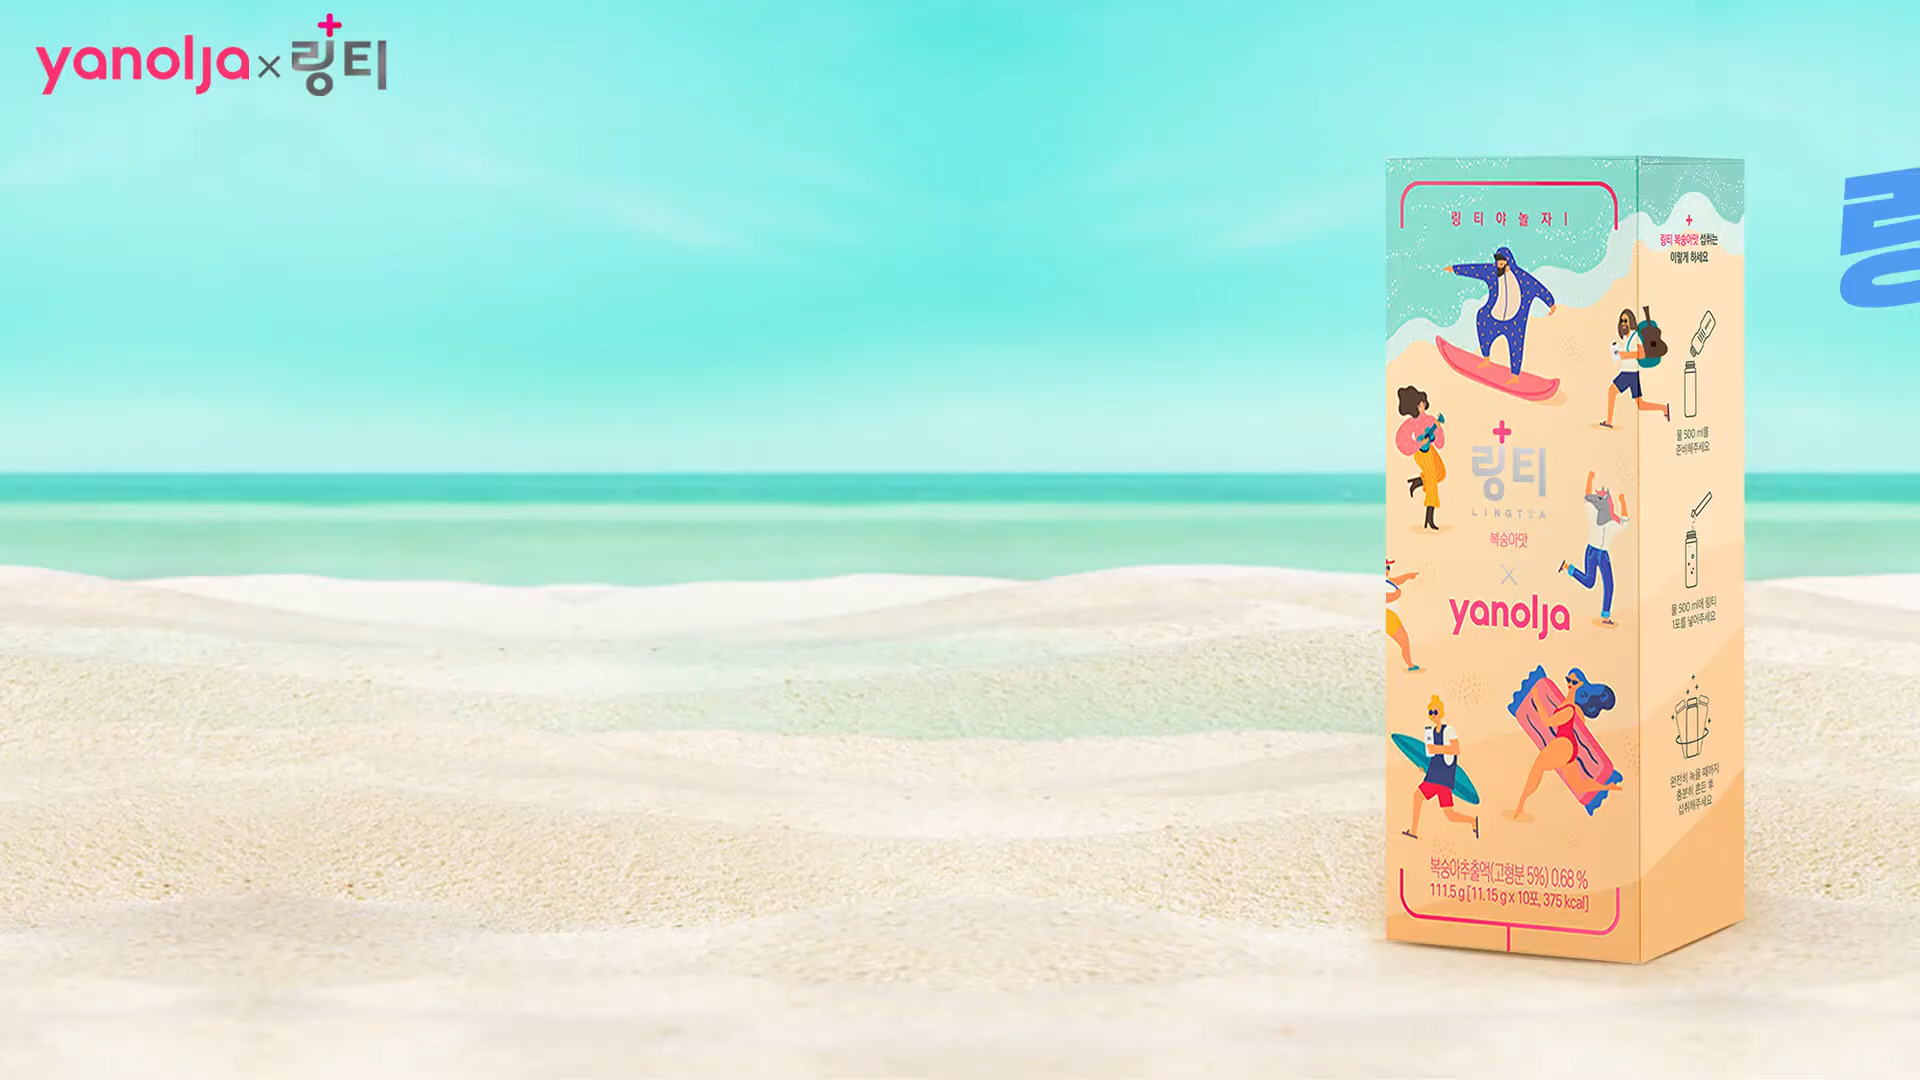 yanolja×링티
링티야놀자!
링티
LINGTEA
복숭아맛
X
yanolja
복숭아추출액(고형분 5%) 0.68 %
111.5 g [11.15 g x 10포, 375 kcal]
링티 복숭아맛 섭취는
이렇게 하세요
물 500 ml를
준비해주세요
물 500 ml에 링티
1포를 넣어주세요
완전히 녹을 때까지
충분히 흔든 후
섭취해주세요
링